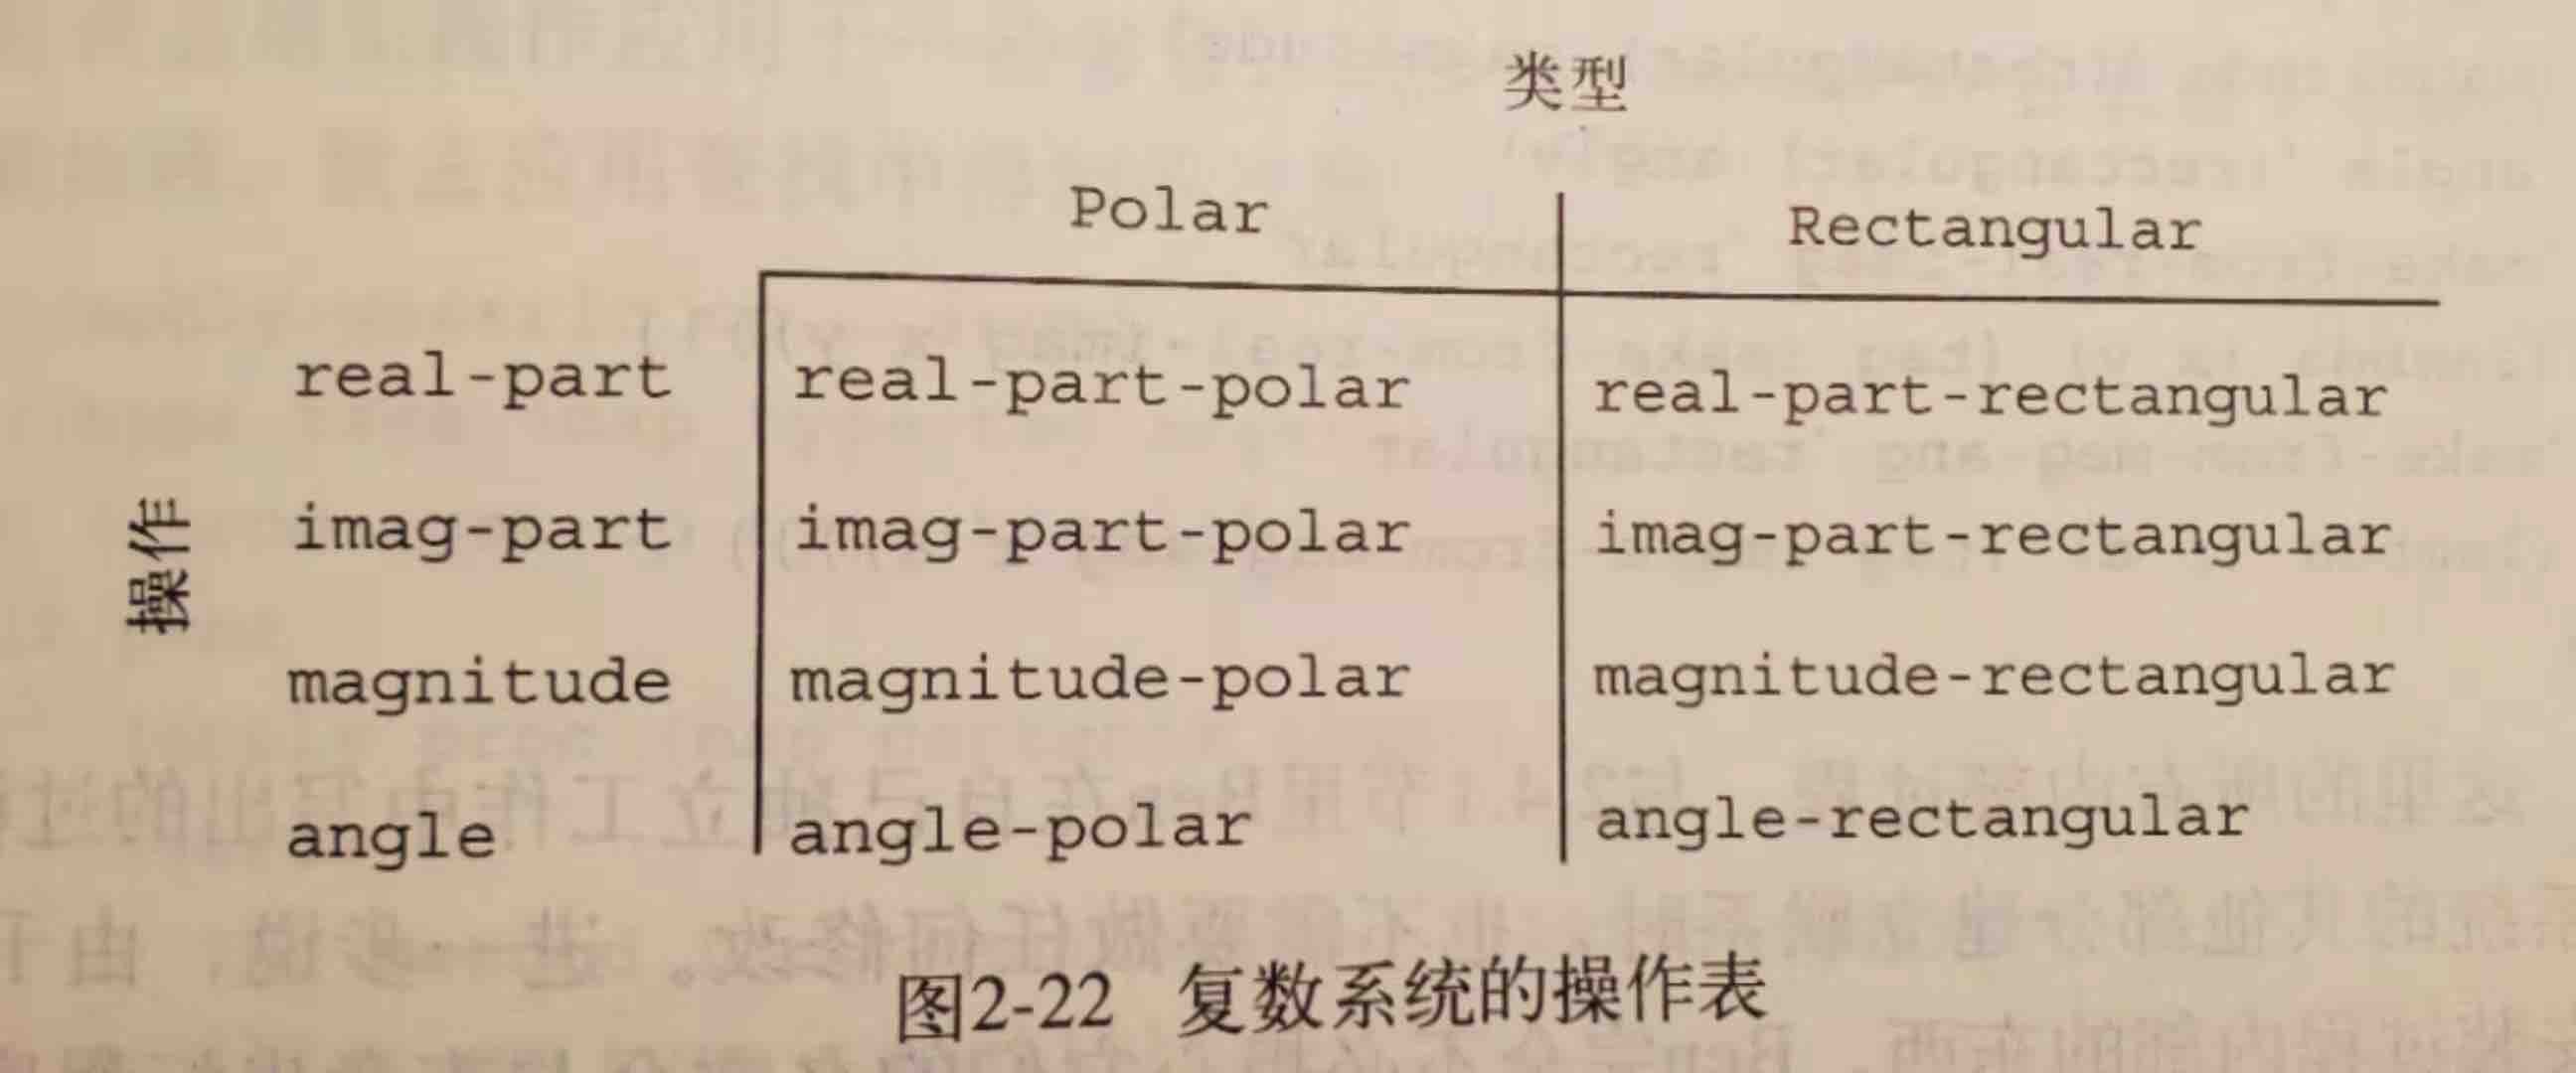 类型
Polar Rectangular
real-part real-part-polar real-part-rectangular
imag-part imag-part-polar imag-part-rectangular
操作
magnitude magnitude-polar magnitude-rectangular
angle angle-polar angle-rectangular
图2-22 复数系统的操作表